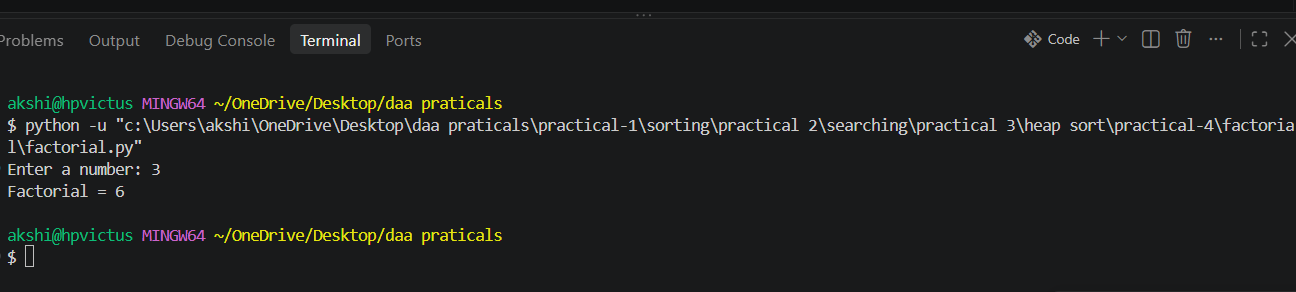 Problems Output Debug Console Terminal Ports Code
akshi@hpvictus MINGW64 ~/OneDrive/Desktop/daa praticals
$ python -u "c:\Users\akshi\OneDrive\Desktop\daa praticals\practical-1\sorting\practical 2\searching\practical 3\heap sort\practical-4\factoria
l\factorial.py"
Enter a number: 3
Factorial = 6
akshi@hpvictus MINGW64 ~/OneDrive/Desktop/daa praticals
$